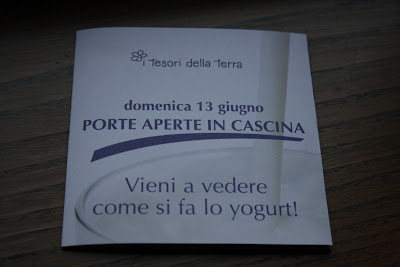 i Tesori della Terra
domenica 13 giugno
PORTE APERTE IN CASCINA
Vieni a vedere
come si fa lo yogurt!